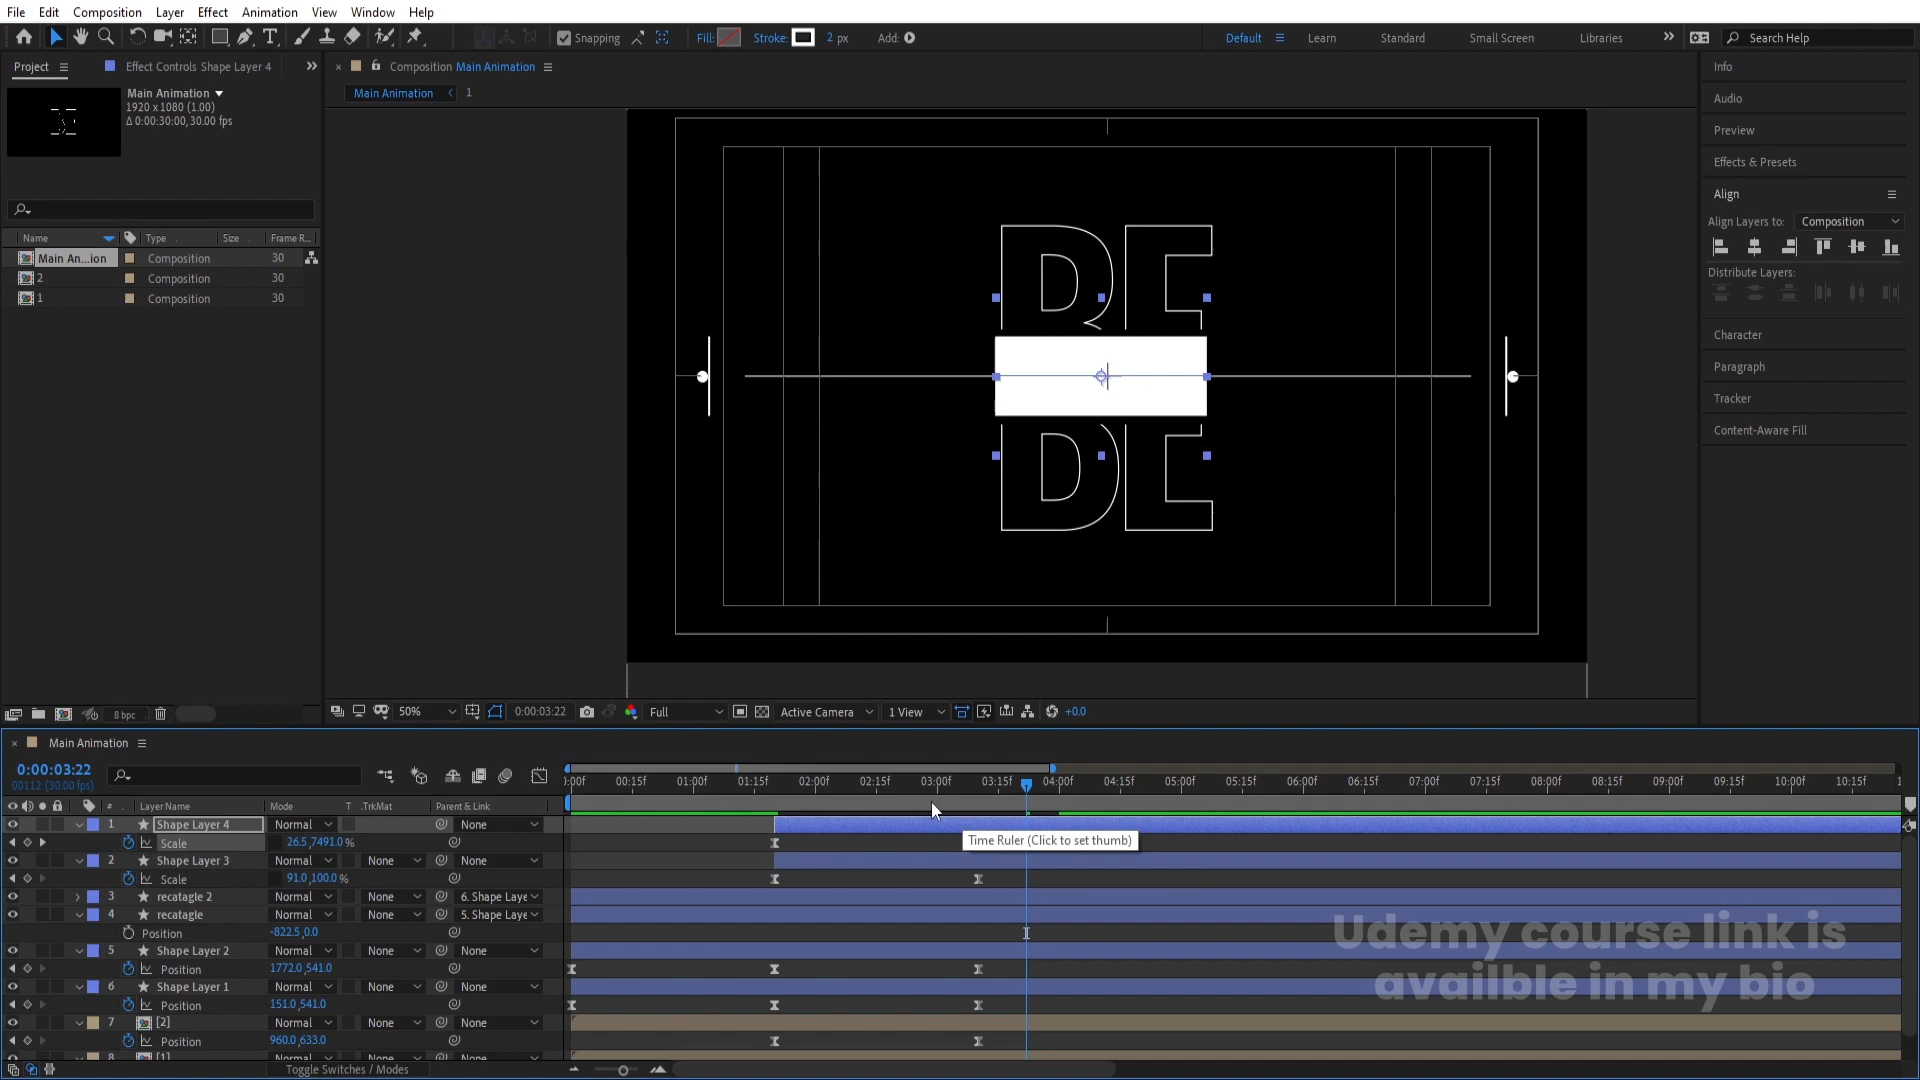 File Edit Composition Layer Effect Animation View Window Help
Snapping Fill: Stroke: 2 px Add: Default Learn Standard Small Screen Libraries Search Help
Project Effect Controls Shape Layer 4
Composition Main Animation
Main Animation 1
Main Animation
1920 x 1080 (1.00)
Δ 0:00:30:00, 30.00 fps
Name Type Size Frame R...
Main An...ion Composition 30
2 Composition 30
1 Composition 30
8 bpc
DE
DE
50% 0:00:03:22 Full Active Camera 1 View +0.0
Info
Audio
Preview
Effects & Presets
Align
Align Layers to: Composition
Distribute Layers:
Character
Paragraph
Tracker
Content-Aware Fill
Main Animation
0:00:03:22
00112 (30.00 fps)
:00f 00:15f 01:00f 01:15f 02:00f 02:15f 03:00f 03:15f 04:00f 04:15f 05:00f 05:15f 06:00f 06:15f 07:00f 07:15f 08:00f 08:15f 09:00f 09:15f 10:00f 10:15f 1
# Layer Name Mode T .TrkMat Parent & Link
1 Shape Layer 4 Normal None
Scale 26.5,7491.0 %
Time Ruler (Click to set thumb)
2 Shape Layer 3 Normal None None
Scale 91.0,100.0 %
3 recatagle 2 Normal None 6. Shape Laye
4 recatagle Normal None 5. Shape Laye
Position -822.5,0.0
5 Shape Layer 2 Normal None None
Position 1772.0,541.0
6 Shape Layer 1 Normal None None
Position 151.0,541.0
7 [2] Normal None None
Position 960.0,633.0
8 [1] Normal None None
Toggle Switches / Modes
Udemy course link is
availble in my bio